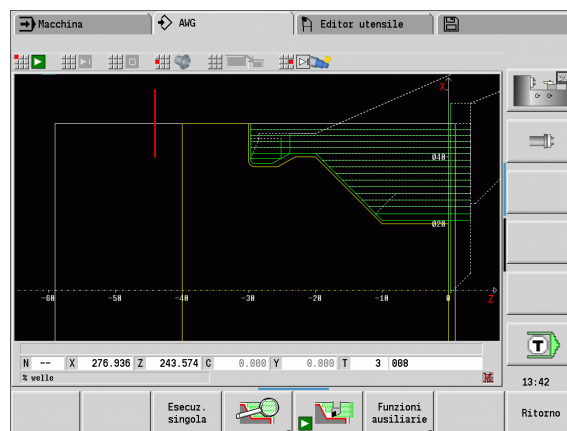 Macchina
AWG
Editor utensile
X
Ø40
Ø20
-60 -50 -40 -30 -20 -10 0 Z
N -- X 276.936 Z 243.574 C 0.000 Y 0.000 T 3 008
% welle
T
13:42
Esecuz. singola
Funzioni ausiliarie
Ritorno